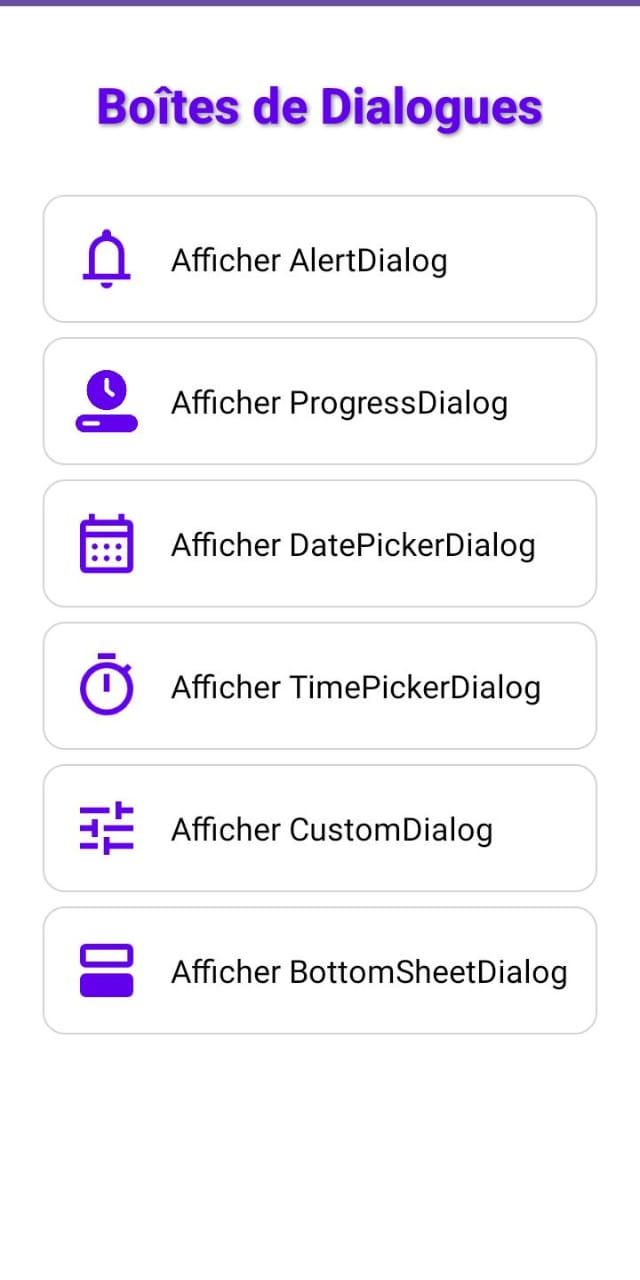 Boîtes de Dialogues
Afficher AlertDialog
Afficher ProgressDialog
Afficher DatePickerDialog
Afficher TimePickerDialog
Afficher CustomDialog
Afficher BottomSheetDialog